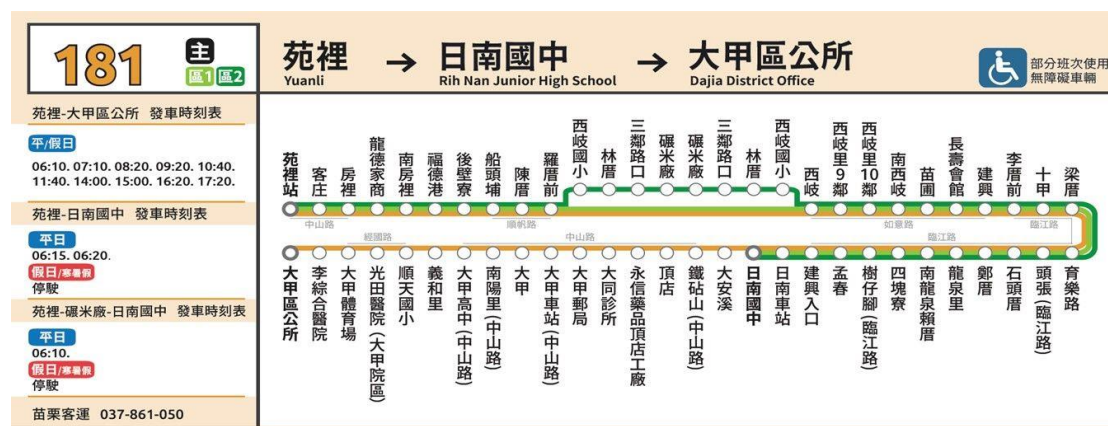 181
主
區1 區2
苑裡 → 日南國中 → 大甲區公所
Yuanli Rih Nan Junior High School Dajia District Office
部分班次使用
無障礙車輛
苑裡-大甲區公所 發車時刻表
平/假日
06:10. 07:10. 08:20. 09:20. 10:40.
11:40. 14:00. 15:00. 16:20. 17:20.
苑裡-日南國中 發車時刻表
平日
06:15. 06:20.
假日/寒暑假
停駛
苑裡-碾米廠-日南國中 發車時刻表
平日
06:10.
假日/寒暑假
停駛
苗栗客運 037-861-050
苑裡站
客庄
房裡
龍德家商
南房裡
福德港
後壁寮
船頭埔
陳厝
羅厝前
西岐國小
林厝
三鄰路口
碾米廠
碾米廠
三鄰路口
林厝
西岐國小
西岐
西岐里9鄰
西岐里10鄰
南西岐
苗圃
長壽會館
建興
李厝前
十甲
梁厝
中山路
順帆路
如意路
臨江路
經國路
中山路
臨江路
大甲區公所
李綜合醫院
大甲體育場
光田醫院(大甲院區)
順天國小
義和里
大甲高中(中山路)
南陽里(中山路)
大甲
大甲車站(中山路)
大甲郵局
大同診所
永信藥品頂店工廠
頂店
鐵砧山(中山路)
大安溪
日南國中
日南車站
建興入口
孟春
樹仔腳(臨江路)
四塊寮
南龍泉賴厝
龍泉里
鄭厝
石頭厝
頭張(臨江路)
育樂路